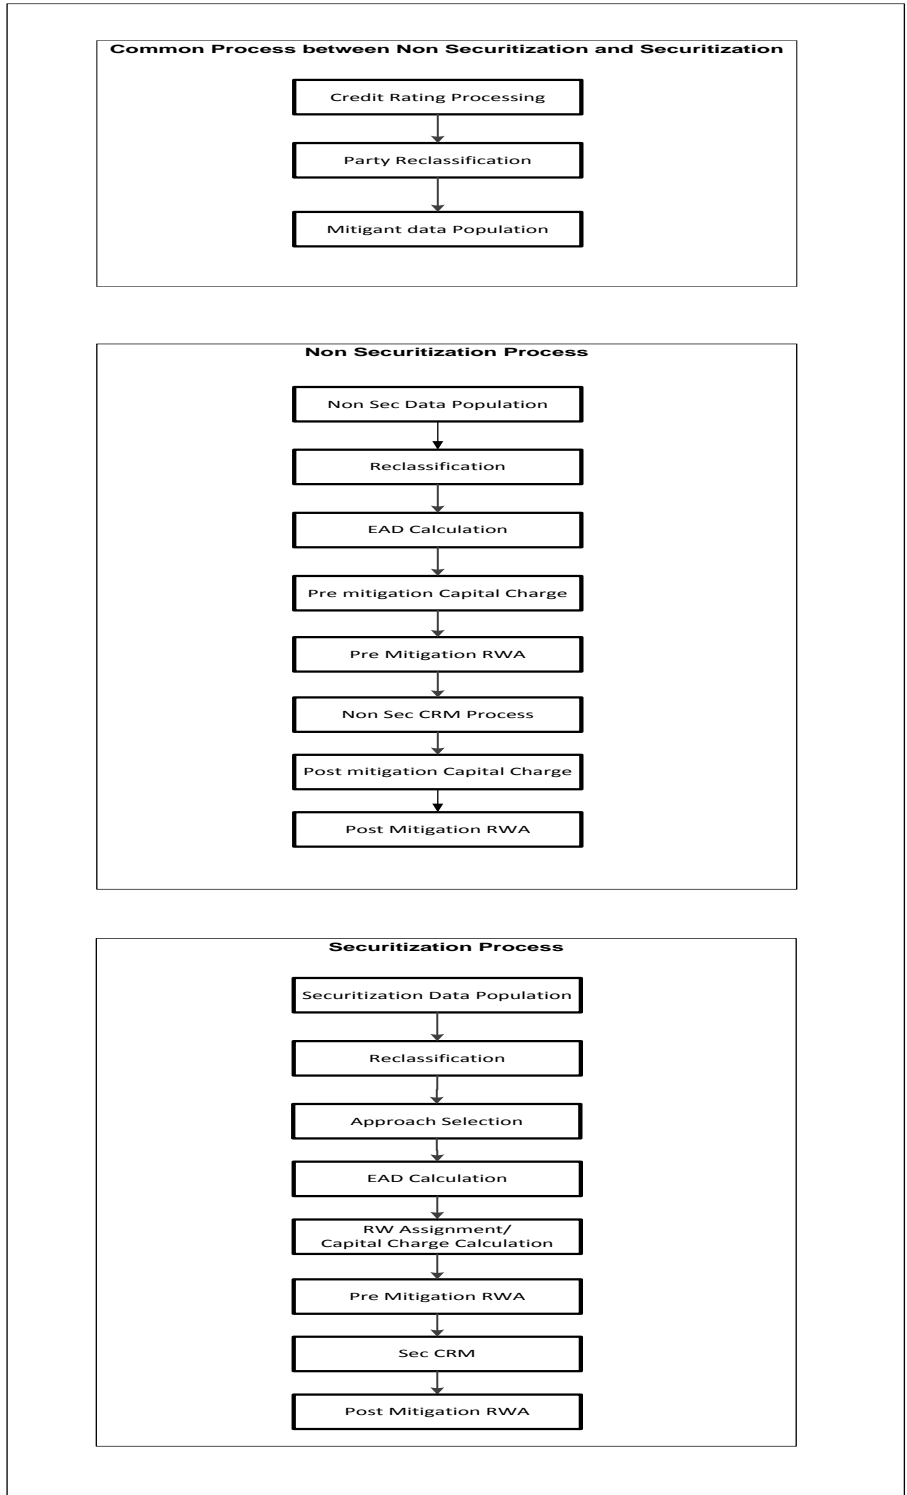 Common Process between Non Securitization and Securitization
Credit Rating Processing
Party Reclassification
Mitigant data Population
Non Securitization Process
Non Sec Data Population
Reclassification
EAD Calculation
Pre mitigation Capital Charge
Pre Mitigation RWA
Non Sec CRM Process
Post mitigation Capital Charge
Post Mitigation RWA
Securitization Process
Securitization Data Population
Reclassification
Approach Selection
EAD Calculation
RW Assignment/
Capital Charge Calculation
Pre Mitigation RWA
Sec CRM
Post Mitigation RWA